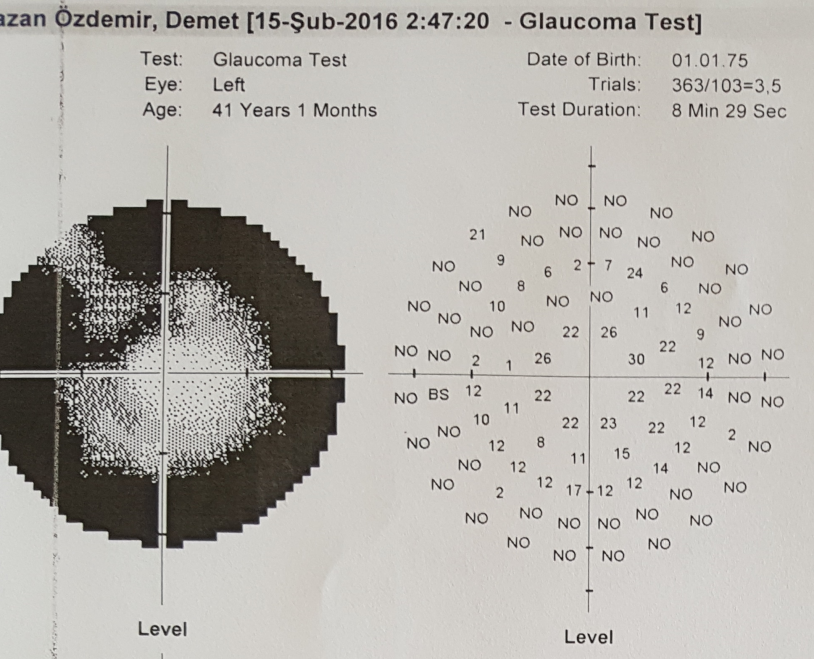 azan Özdemir, Demet [15-Şub-2016 2:47:20 - Glaucoma Test]
Test: Glaucoma Test
Eye: Left
Age: 41 Years 1 Months
Date of Birth: 01.01.75
Trials: 363/103=3,5
Test Duration: 8 Min 29 Sec
NO NO
NO NO
21 NO NO NO NO NO
NO 9 6 2 7 24 NO NO
NO 8 NO NO 6 NO
NO NO 10 11 12 NO NO
NO NO 22 26 22 9
NO NO 2 1 26 30 12 NO NO
NO BS 12 11 22 22 22 14 NO NO
NO NO 10 8 22 23 22 12 2 NO
NO 12 12 11 15 14 12 NO
NO 2 12 17 12 12 NO NO
NO NO NO NO NO NO
NO NO NO NO
Level
Level